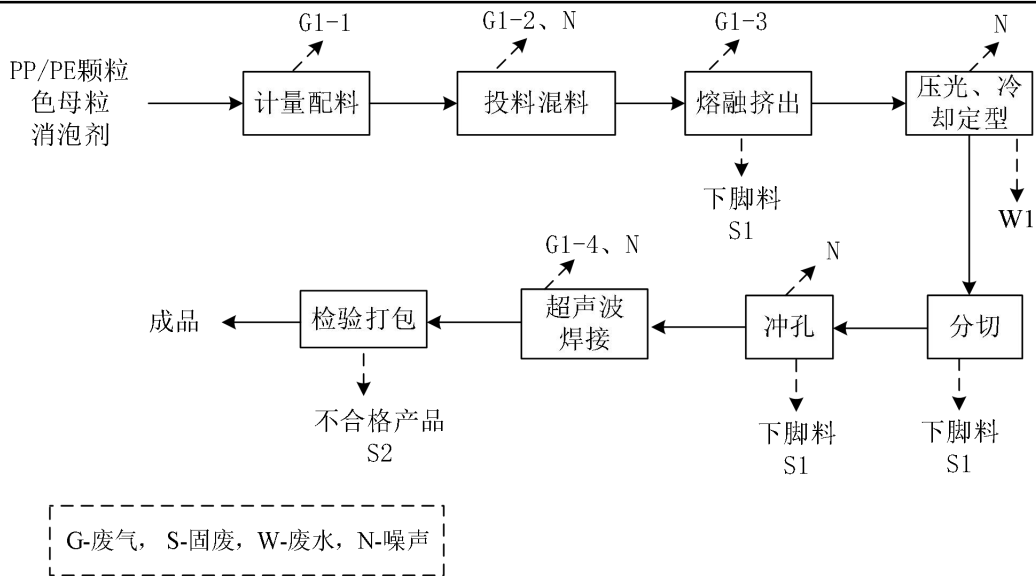 G1-1
G1-2、N
G1-3
N
PP/PE颗粒
色母粒
消泡剂
计量配料
投料混料
熔融挤出
压光、冷
却定型
下脚料
S1
W1
G1-4、N
N
成品
检验打包
超声波
焊接
冲孔
分切
不合格产品
S2
下脚料
S1
下脚料
S1
G-废气， S-固废，W-废水，N-噪声